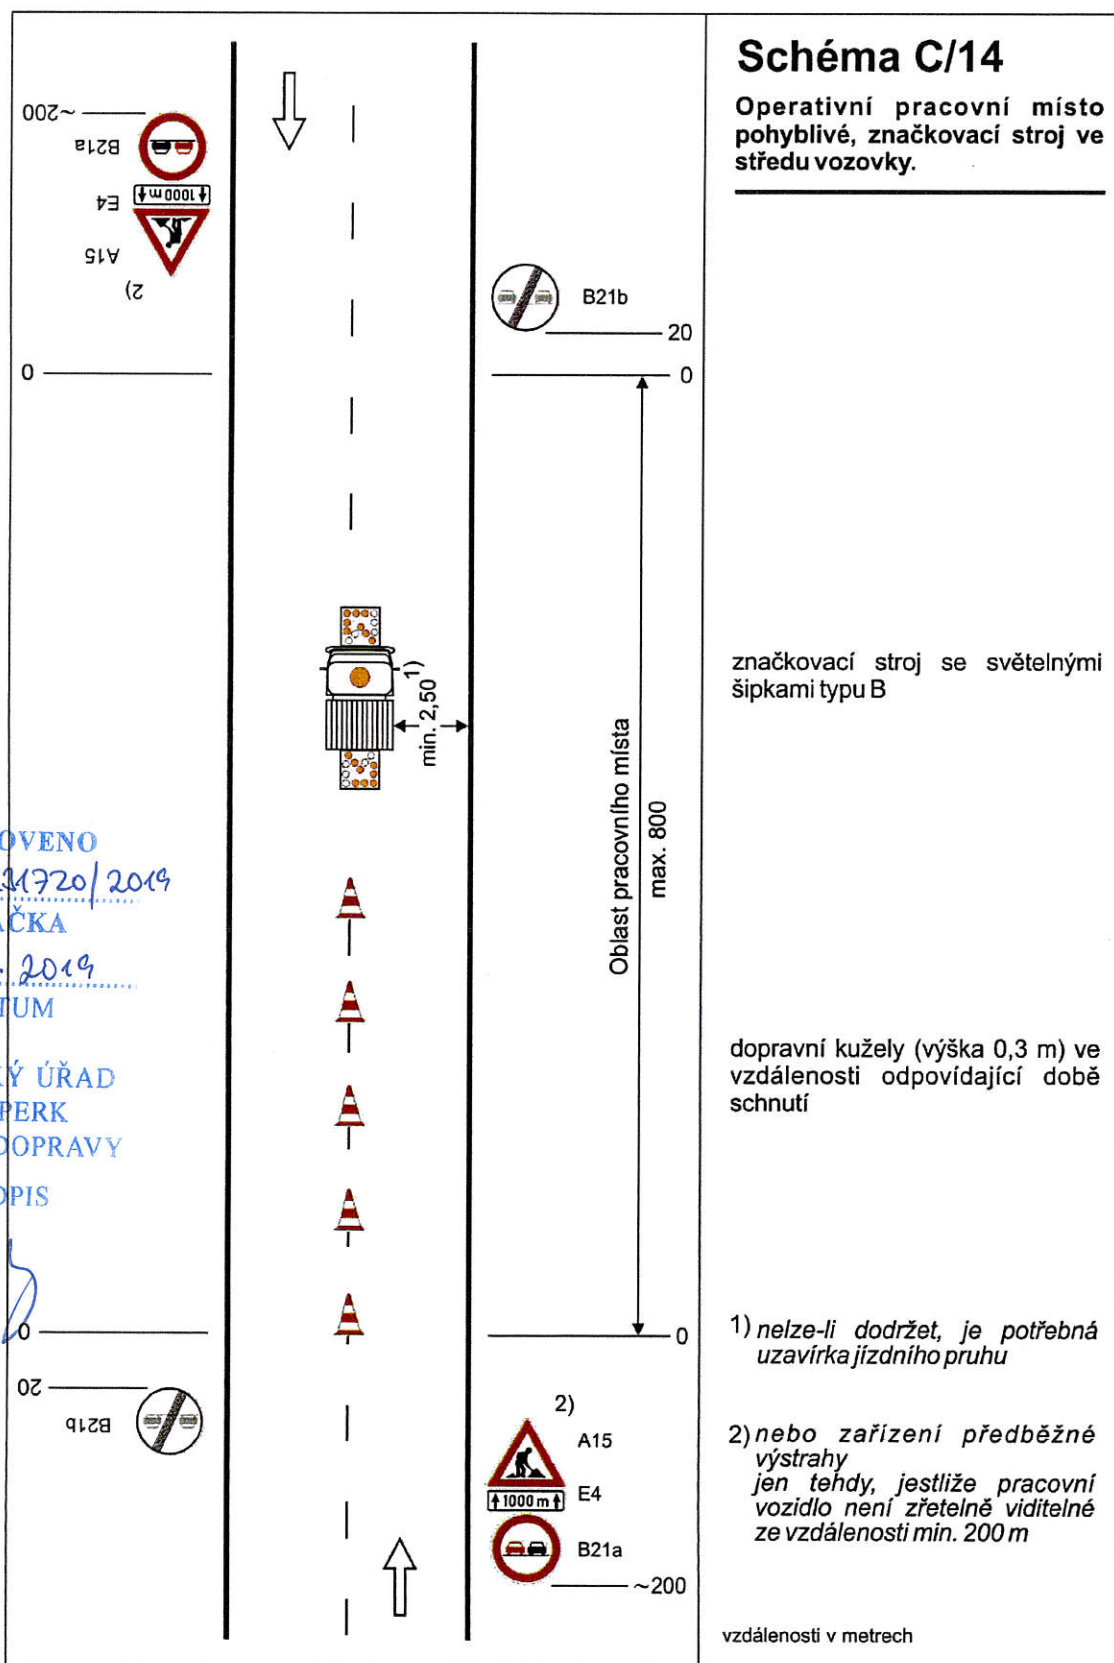 Schéma C/14
Operativní pracovní místo
pohyblivé, značkovací stroj ve
středu vozovky.
~200
B21a
1000 m
E4
A15
2)
0
B21b
20
0
min. 2,50 1)
Oblast pracovního místa
max. 800
značkovací stroj se světelnými
šipkami typu B
OVENO
31720/2019
AČKA
. 2019
TUM
KÝ ÚŘAD
PERK
DOPRAVY
OPIS
dopravní kužely (výška 0,3 m) ve
vzdálenosti odpovídající době
schnutí
0
20
B21b
0
2)
A15
1000 m
E4
B21a
~200
1) nelze-li dodržet, je potřebná
uzavírka jízdního pruhu
2) nebo zařízení předběžné
výstrahy
jen tehdy, jestliže pracovní
vozidlo není zřetelně viditelné
ze vzdálenosti min. 200 m
vzdálenosti v metrech